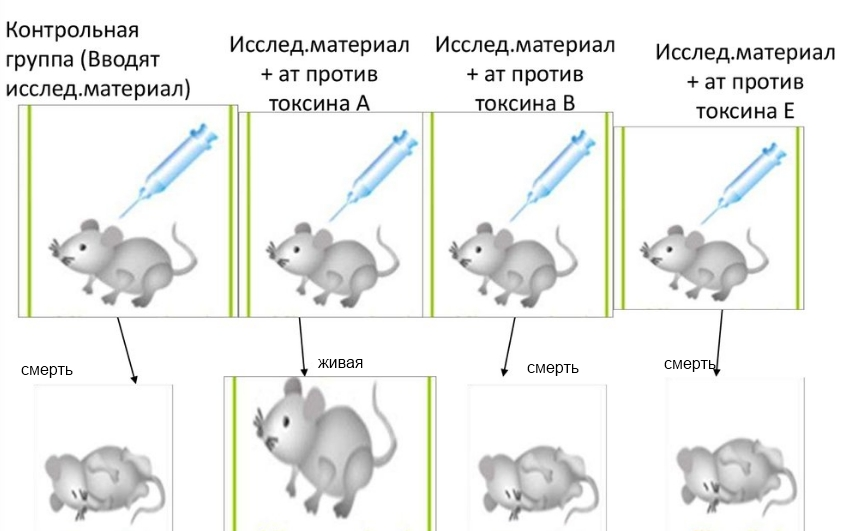 Контрольная
группа (Вводят
исслед.материал)
Исслед.материал
+ ат против
токсина А
Исслед.материал
+ ат против
токсина В
Исслед.материал
+ ат против
токсина Е
смерть
живая
смерть
смерть